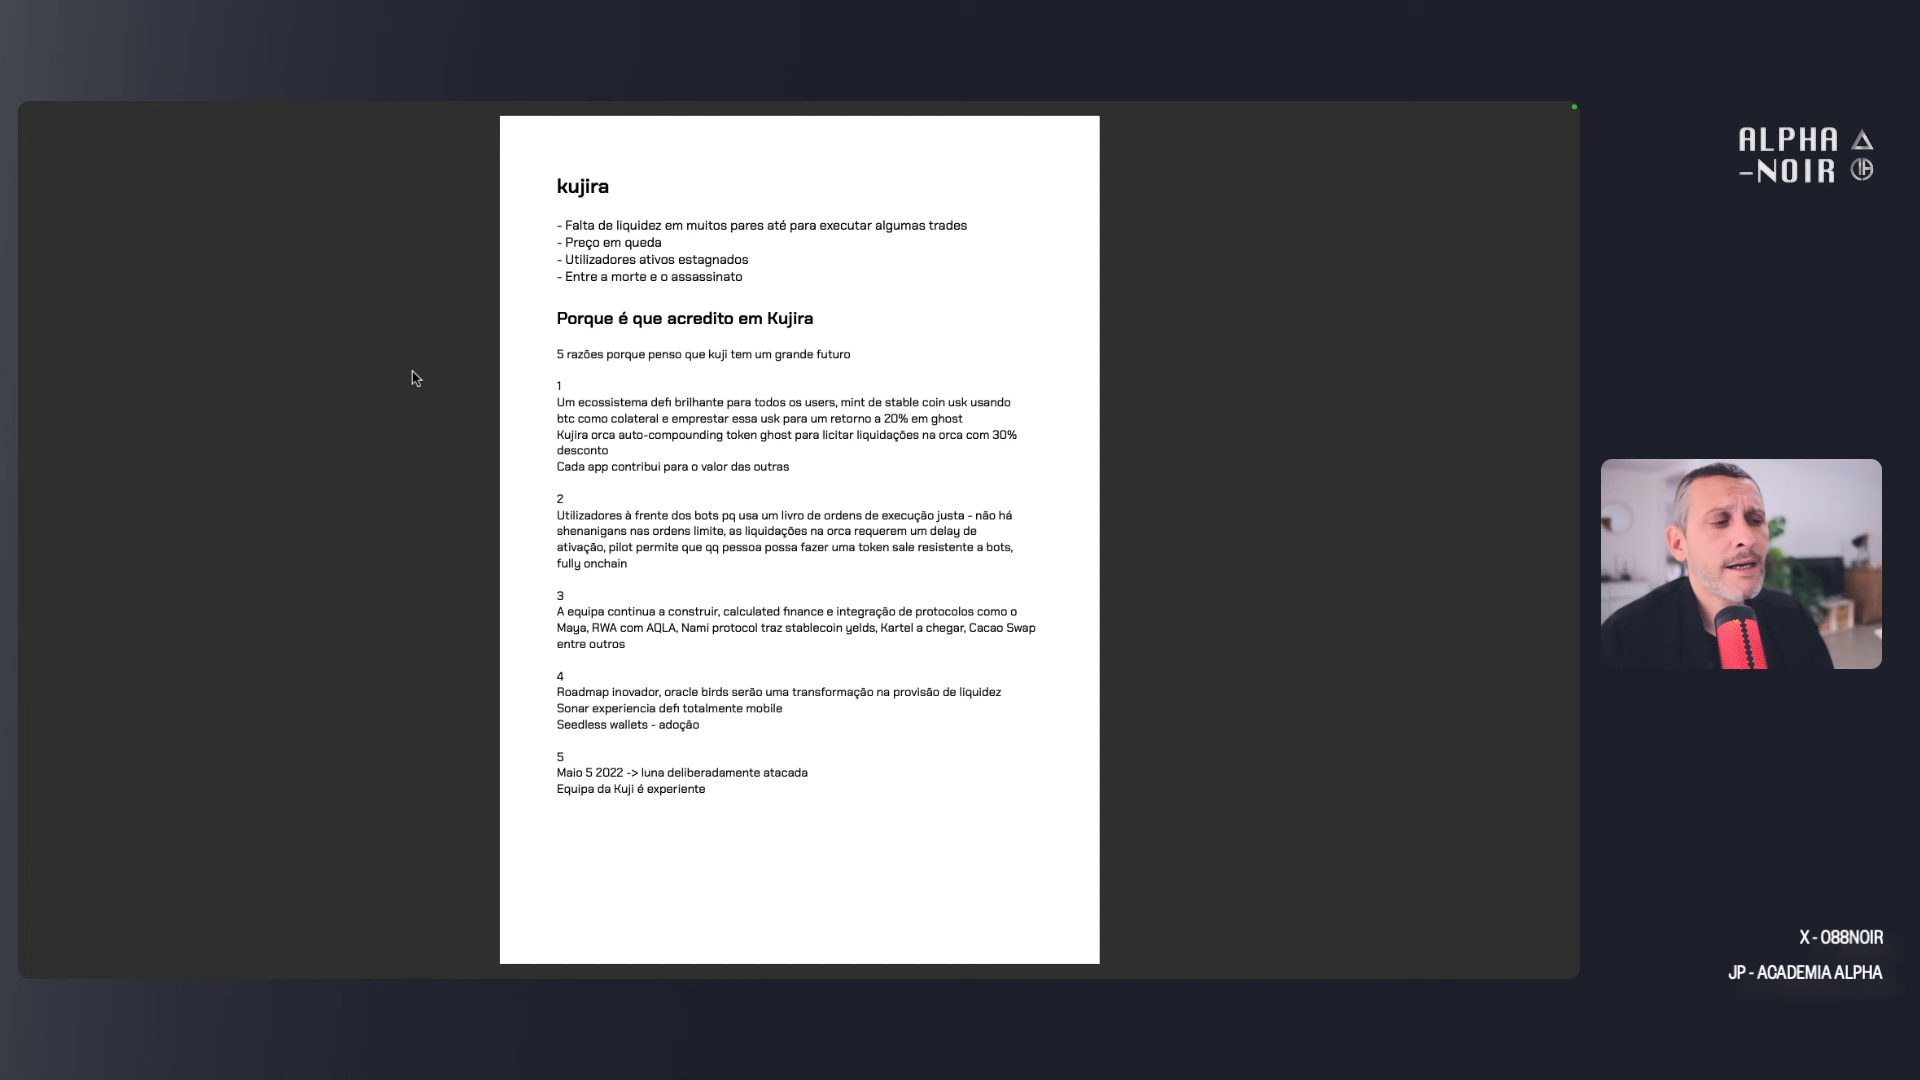 kujira
- Falta de liquidez em muitos pares até para executar algumas trades
- Preço em queda
- Utilizadores ativos estagnados
- Entre a morte e o assassinato
Porque é que acredito em Kujira
5 razões porque penso que kuji tem um grande futuro
1
Um ecossistema defi brilhante para todos os users, mint de stable coin usk usando
btc como colateral e emprestar essa usk para um retorno a 20% em ghost
Kujira orca auto-compounding token ghost para licitar liquidações na orca com 30%
desconto
Cada app contribui para o valor das outras
2
Utilizadores à frente dos bots pq usa um livro de ordens de execução justa - não há
shenanigans nas ordens limite, as liquidações na orca requerem um delay de
ativação, pilot permite que qq pessoa possa fazer uma token sale resistente a bots,
fully onchain
3
A equipa continua a construir, calculated finance e integração de protocolos como o
Maya, RWA com AQLA, Nami protocol traz stablecoin yelds, Kartel a chegar, Cacao Swap
entre outros
4
Roadmap inovador, oracle birds serão uma transformação na provisão de liquidez
Sonar experiencia defi totalmente mobile
Seedless wallets - adoção
5
Maio 5 2022 -> luna deliberadamente atacada
Equipa da Kuji é experiente
ALPHA
-NOIR
X - 088NOIR
JP - ACADEMIA ALPHA